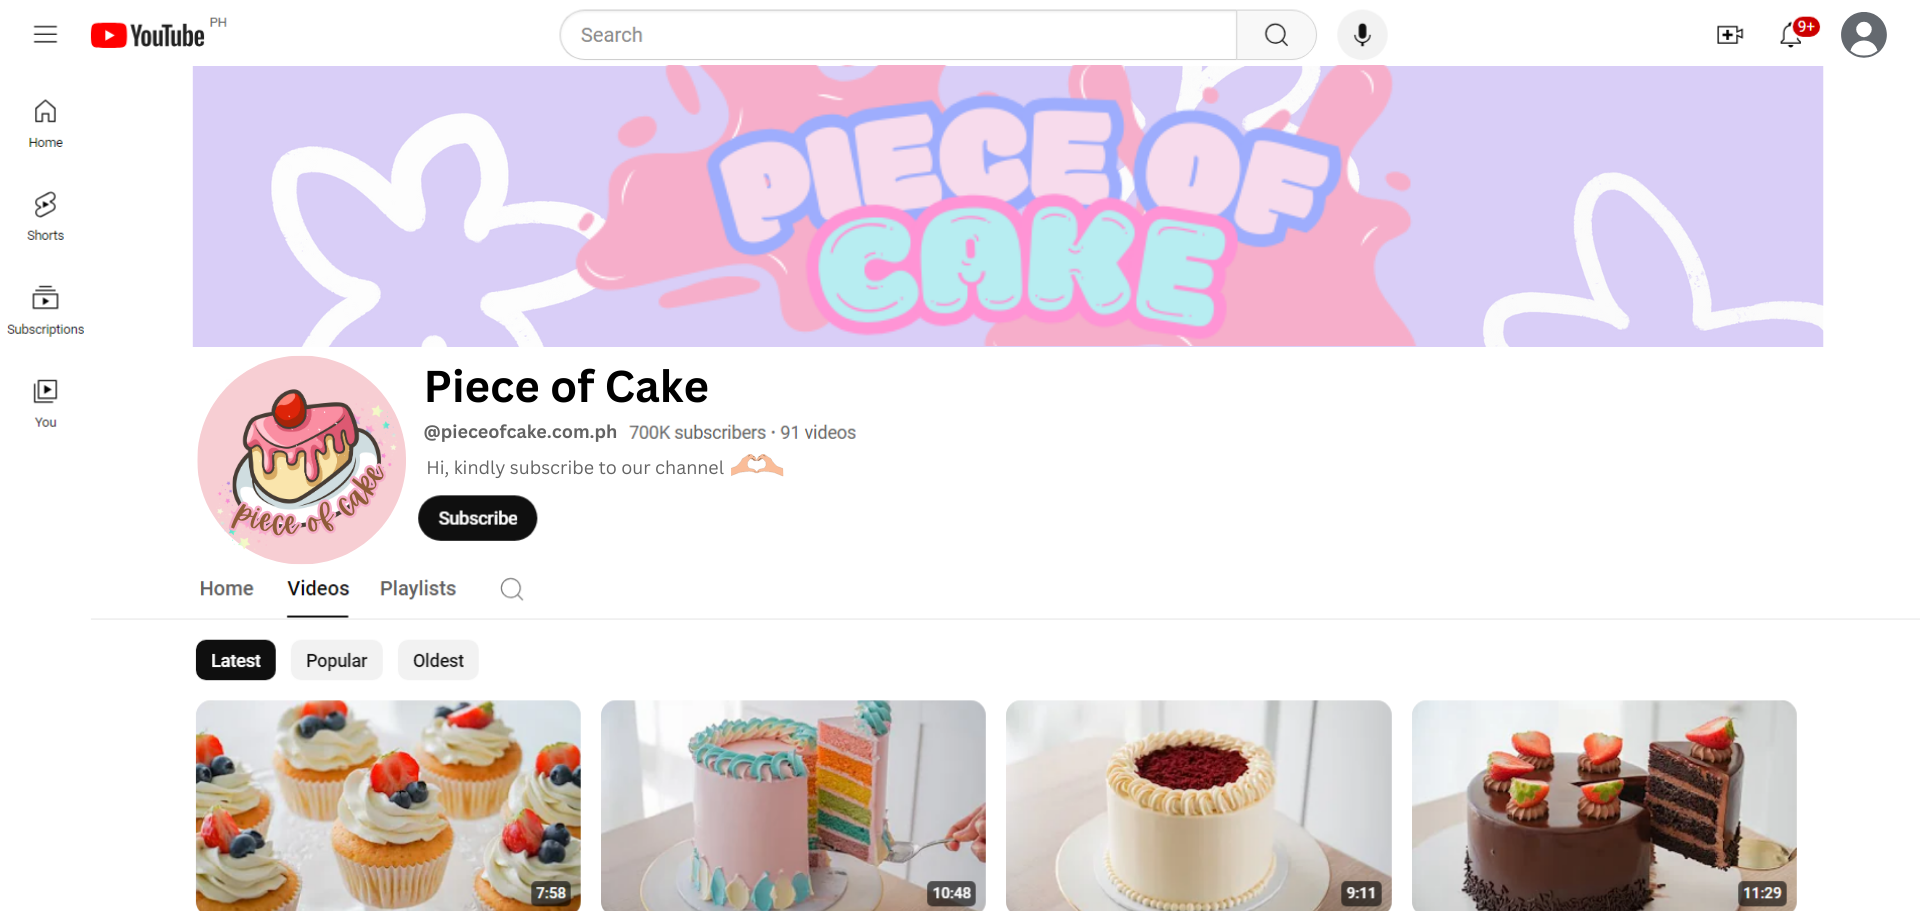 YouTube PH
Search
9+
Home
Shorts
Subscriptions
You
PIECE OF
CAKE
piece of cake
Piece of Cake
@pieceofcake.com.ph 700K subscribers · 91 videos
Hi, kindly subscribe to our channel
Subscribe
Home Videos Playlists
Latest Popular Oldest
7:58 10:48 9:11 11:29